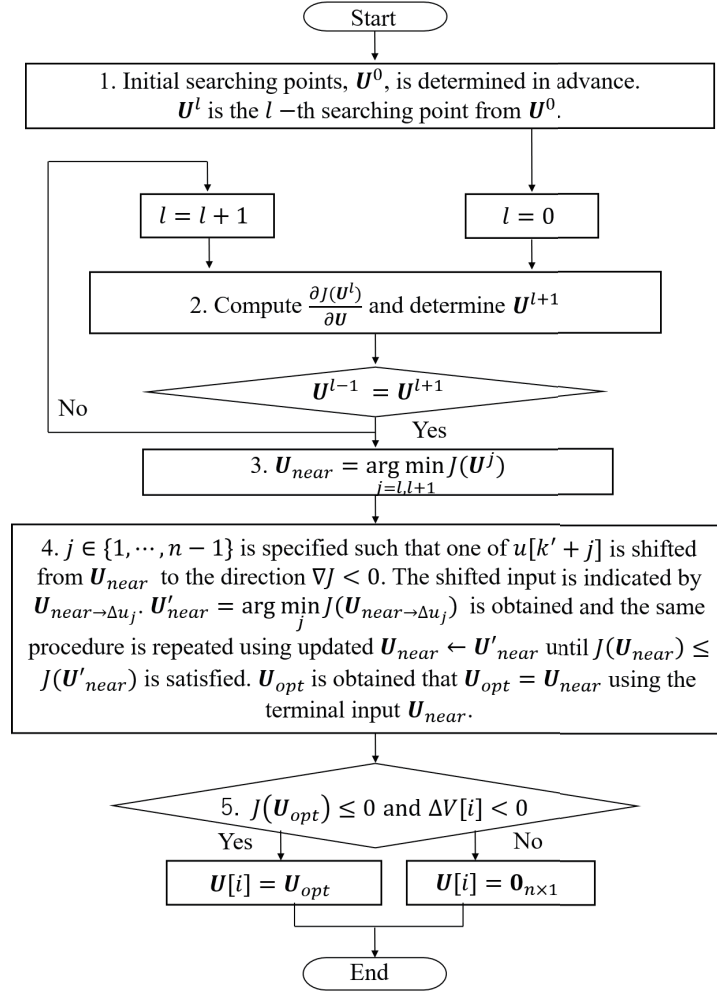 Start
1. Initial searching points, U⁰, is determined in advance.
Uˡ is the l −th searching point from U⁰.
l = l + 1
l = 0
2. Compute ∂J(Uˡ)/∂U and determine Uˡ⁺¹
Uˡ⁻¹ = Uˡ⁺¹
No
Yes
3. U_near = arg min J(Uʲ)
j=l,l+1
4. j ∈ {1, ⋯, n − 1} is specified such that one of u[k′ + j] is shifted
from U_near to the direction ∇J < 0. The shifted input is indicated by
U_near→Δu_j. U′_near = arg min_j J(U_near→Δu_j) is obtained and the same
procedure is repeated using updated U_near ← U′_near until J(U_near) ≤
J(U′_near) is satisfied. U_opt is obtained that U_opt = U_near using the
terminal input U_near.
5. J(U_opt) ≤ 0 and ΔV[i] < 0
Yes
No
U[i] = U_opt
U[i] = 0_n×1
End